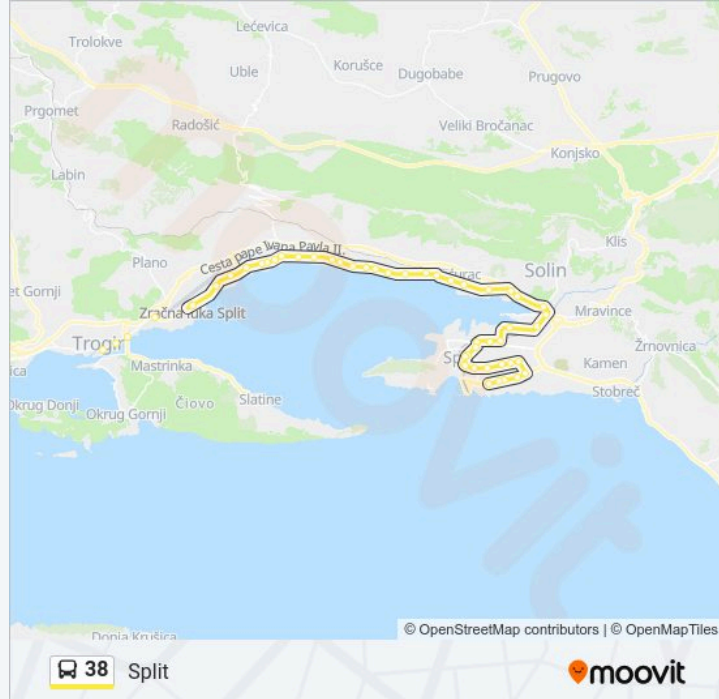 Lećevica
Trolokve
Korušce
Uble
Dugobabe
Prugovo
Prgomet
Radošić
Veliki Bročanac
Konjsko
Labin
Cesta pape Ivana Pavla II.
Klis
Plano
Solin
et Gornji
Zračna luka Split
Mravince
Trogir
Žrnovnica
Mastrinka
Kamen
Stobreč
Okrug Donji
Čiovo
Slatine
Okrug Gornji
moovit
© OpenStreetMap contributors | © OpenMapTiles
Donja Krušica
38 Split
moovit